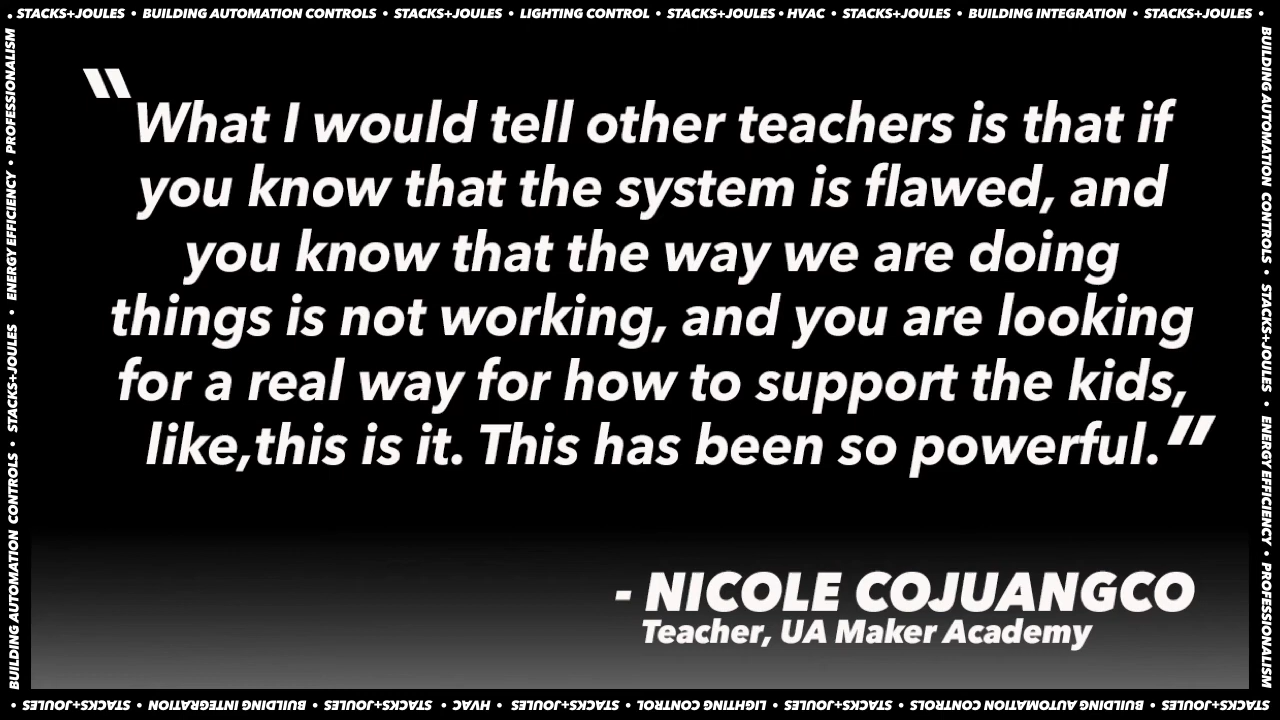 • STACKS+JOULES • BUILDING AUTOMATION CONTROLS • STACKS+JOULES • LIGHTING CONTROL • STACKS+JOULES • HVAC • STACKS+JOULES • BUILDING INTEGRATION • STACKS+JOULES •
BUILDING AUTOMATION CONTROLS • STACKS+JOULES • ENERGY EFFICIENCY • PROFESSIONALISM
“What I would tell other teachers is that if
you know that the system is flawed, and
you know that the way we are doing
things is not working, and you are looking
for a real way for how to support the kids,
like,this is it. This has been so powerful.”
- NICOLE COJUANGCO
Teacher, UA Maker Academy
BUILDING AUTOMATION CONTROLS • STACKS+JOULES • ENERGY EFFICIENCY • PROFESSIONALISM
STACKS+JOULES • BUILDING AUTOMATION CONTROLS • STACKS+JOULES • LIGHTING CONTROL • STACKS+JOULES • HVAC • STACKS+JOULES • BUILDING INTEGRATION • STACKS+JOULES •